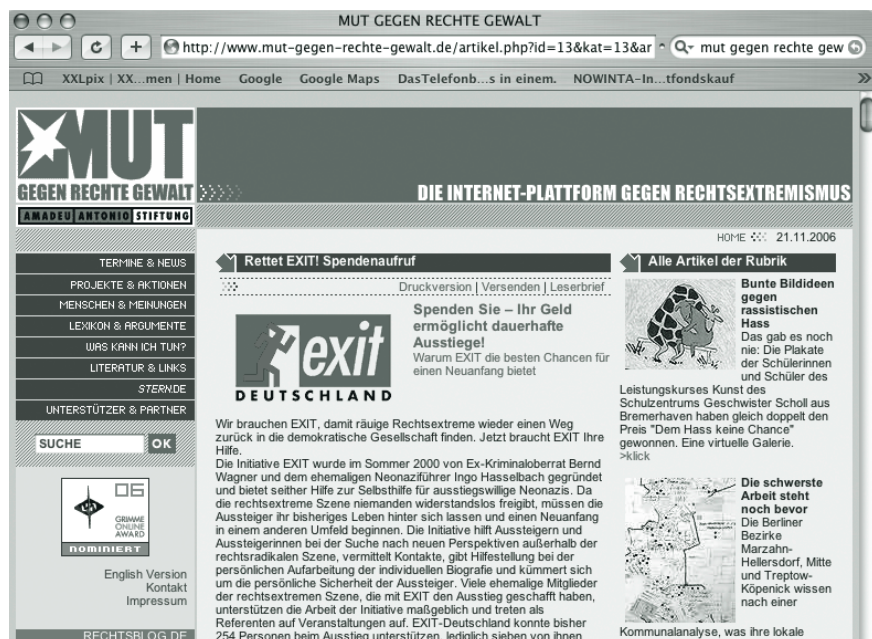 MUT GEGEN RECHTE GEWALT
http://www.mut-gegen-rechte-gewalt.de/artikel.php?id=13&kat=13&ar
mut gegen rechte gew
XXLpix | XX...men | Home Google Google Maps DasTelefonb...s in einem. NOWINTA-In...tfondskauf
MUT
GEGEN RECHTE GEWALT
DIE INTERNET-PLATTFORM GEGEN RECHTSEXTREMISMUS
AMADEU ANTONIO STIFTUNG
HOME 21.11.2006
TERMINE & NEWS
PROJEKTE & AKTIONEN
MENSCHEN & MEINUNGEN
LEXIKON & ARGUMENTE
WAS KANN ICH TUN?
LITERATUR & LINKS
STERN.DE
UNTERSTÜTZER & PARTNER
SUCHE OK
06
GRIMME
ONLINE
AWARD
NOMINIERT
English Version
Kontakt
Impressum
RECHTSBLOG.DE
Rettet EXIT! Spendenaufruf
Druckversion | Versenden | Leserbrief
exit
DEUTSCHLAND
Spenden Sie – Ihr Geld
ermöglicht dauerhafte
Ausstiege!
Warum EXIT die besten Chancen für
einen Neuanfang bietet
Wir brauchen EXIT, damit räuige Rechtsextreme wieder einen Weg
zurück in die demokratische Gesellschaft finden. Jetzt braucht EXIT Ihre
Hilfe.
Die Initiative EXIT wurde im Sommer 2000 von Ex-Kriminaloberrat Bernd
Wagner und dem ehemaligen Neonaziführer Ingo Hasselbach gegründet
und bietet seither Hilfe zur Selbsthilfe für ausstiegswillige Neonazis. Da
die rechtsextreme Szene niemanden widerstandslos freigibt, müssen die
Aussteiger ihr bisheriges Leben hinter sich lassen und einen Neuanfang
in einem anderen Umfeld beginnen. Die Initiative hilft Aussteigern und
Aussteigerinnen bei der Suche nach neuen Perspektiven außerhalb der
rechtsradikalen Szene, vermittelt Kontakte, gibt Hilfestellung bei der
persönlichen Aufarbeitung der individuellen Biografie und kümmert sich
um die persönliche Sicherheit der Aussteiger. Viele ehemalige Mitglieder
der rechtsextremen Szene, die mit EXIT den Ausstieg geschafft haben,
unterstützen die Arbeit der Initiative maßgeblich und treten als
Referenten auf Veranstaltungen auf. EXIT-Deutschland konnte bisher
254 Personen beim Ausstieg unterstützen, lediglich sieben von ihnen
Alle Artikel der Rubrik
Bunte Bildideen
gegen
rassistischen
Hass
Das gab es noch
nie: Die Plakate
der Schülerinnen
und Schüler des
Leistungskurses Kunst des
Schulzentrums Geschwister Scholl aus
Bremerhaven haben gleich doppelt den
Preis "Dem Hass keine Chance"
gewonnen. Eine virtuelle Galerie.
>klick
Die schwerste
Arbeit steht
noch bevor
Die Berliner
Bezirke
Marzahn-
Hellersdorf, Mitte
und Treptow-
Köpenick wissen
nach einer
Kommunalanalyse, was ihre lokale